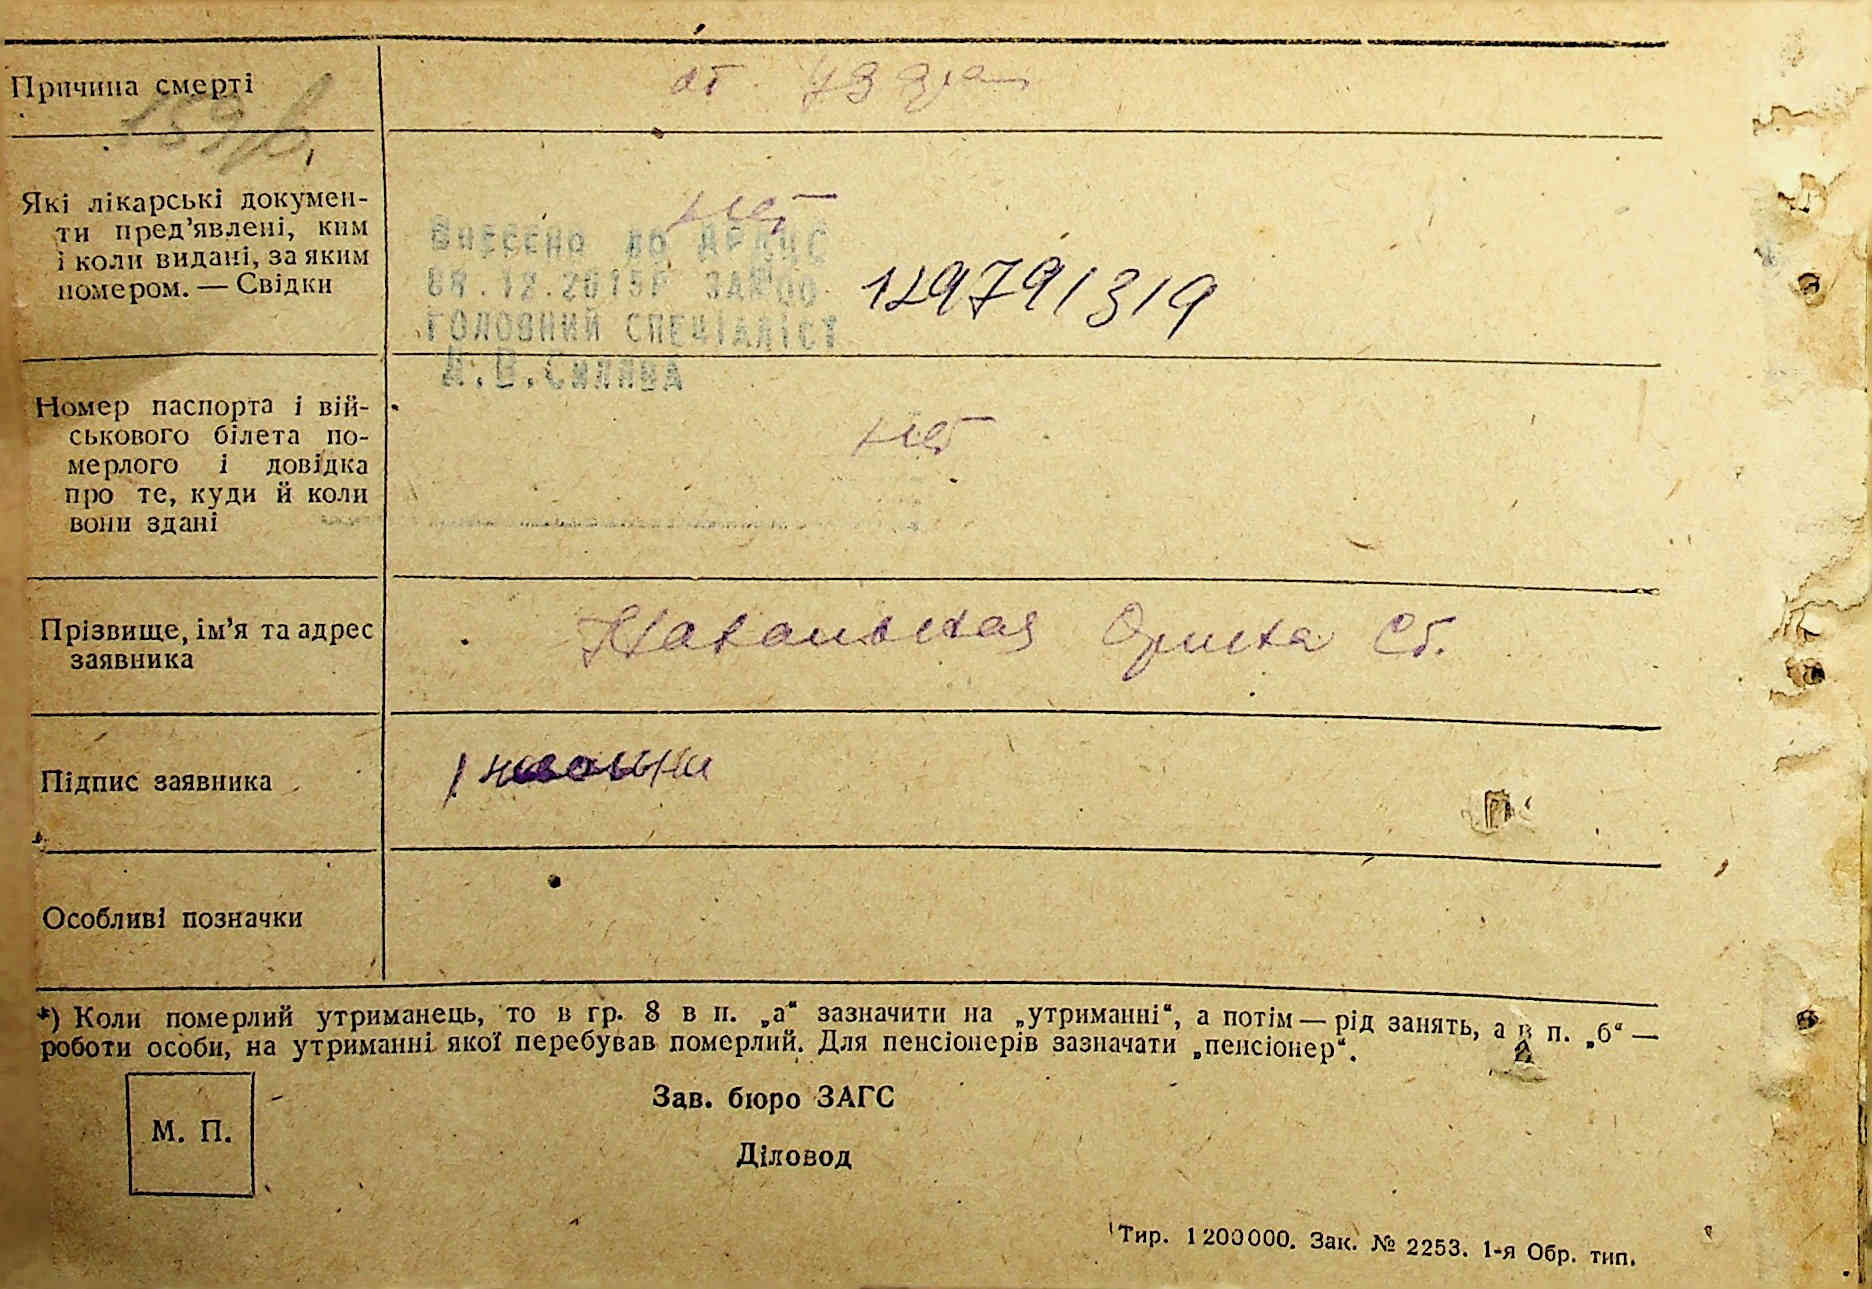 Причина смерті
от
Які лікарські докумен-
ти пред’явлені, ким
і коли видані, за яким
номером. — Свідки
нет
Внесено до ДРАЦС
ГОЛОВНИЙ СПЕЦІАЛІСТ
129791319
Номер паспорта і вій-
ськового білета по-
мерлого і довідка
про те, куди й коли
вони здані
нет
Прізвище, ім’я та адрес
заявника
Ст.
Підпис заявника
Особливі позначки
*) Коли померлий утриманець, то в гр. 8 в п. „а“ зазначити на „утриманні“, а потім — рід занять, а в п. „б“ —
роботи особи, на утриманні якої перебував померлий. Для пенсіонерів зазначати „пенсіонер“.
М. П.
Зав. бюро ЗАГС
Діловод
Тир. 1200000. Зак. № 2253. 1-я Обр. тип.